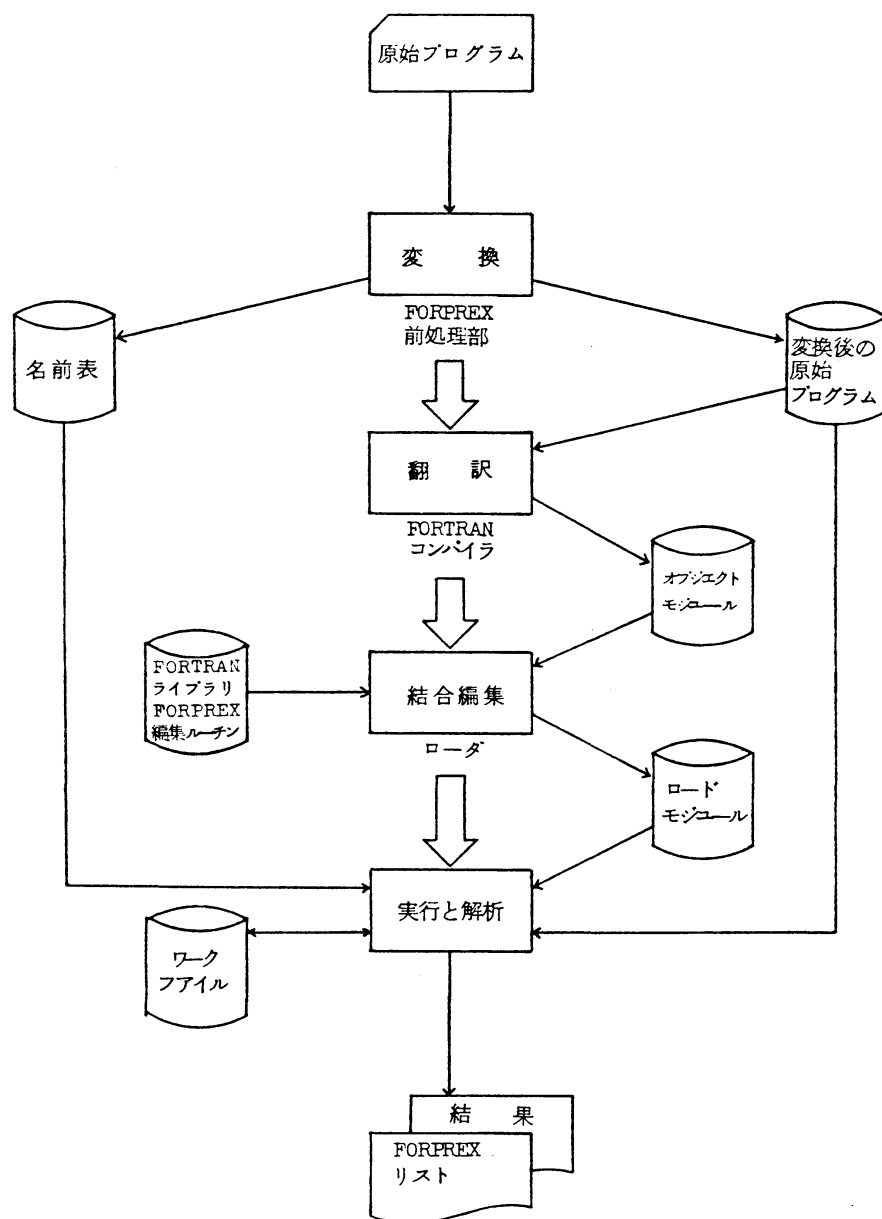 原始プログラム
変換
FORPREX
前処理部
名前表
変換後の
原始
プログラム
翻訳
FORTRAN
コンパイラ
オブジエクト
モジユール
FORTRAN
ライブラリ
FORPREX
編集ルーチン
結合編集
ローダ
ロード
モジユール
実行と解析
ワーク
フアイル
結果
FORPREX
リスト